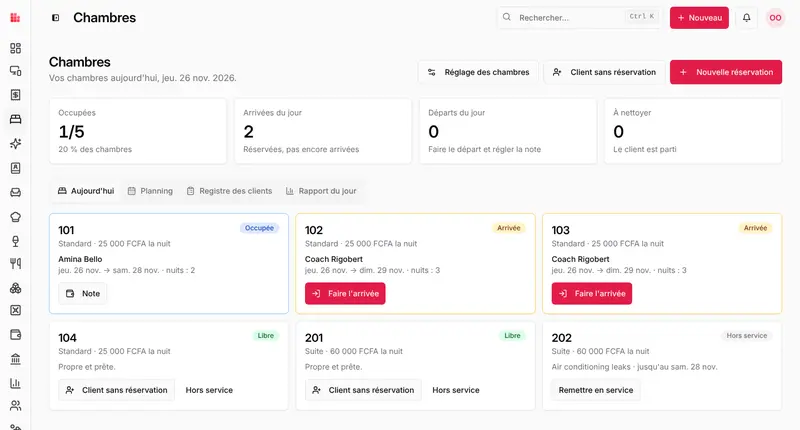 Chambres
Rechercher...
Ctrl K
Nouveau
OO
Chambres
Vos chambres aujourd'hui, jeu. 26 nov. 2026.
Réglage des chambres
Client sans réservation
Nouvelle réservation
Occupées
1/5
20 % des chambres
Arrivées du jour
2
Réservées, pas encore arrivées
Départs du jour
0
Faire le départ et régler la note
À nettoyer
0
Le client est parti
Aujourd'hui
Planning
Registre des clients
Rapport du jour
101
Occupée
Standard · 25 000 FCFA la nuit
Amina Bello
jeu. 26 nov. → sam. 28 nov. · nuits : 2
Note
102
Arrivée
Standard · 25 000 FCFA la nuit
Coach Rigobert
jeu. 26 nov. → dim. 29 nov. · nuits : 3
Faire l'arrivée
103
Arrivée
Standard · 25 000 FCFA la nuit
Coach Rigobert
jeu. 26 nov. → dim. 29 nov. · nuits : 3
Faire l'arrivée
104
Libre
Standard · 25 000 FCFA la nuit
Propre et prête.
Client sans réservation
Hors service
201
Libre
Suite · 60 000 FCFA la nuit
Propre et prête.
Client sans réservation
Hors service
202
Hors service
Suite · 60 000 FCFA la nuit
Air conditioning leaks · jusqu'au sam. 28 nov.
Remettre en service